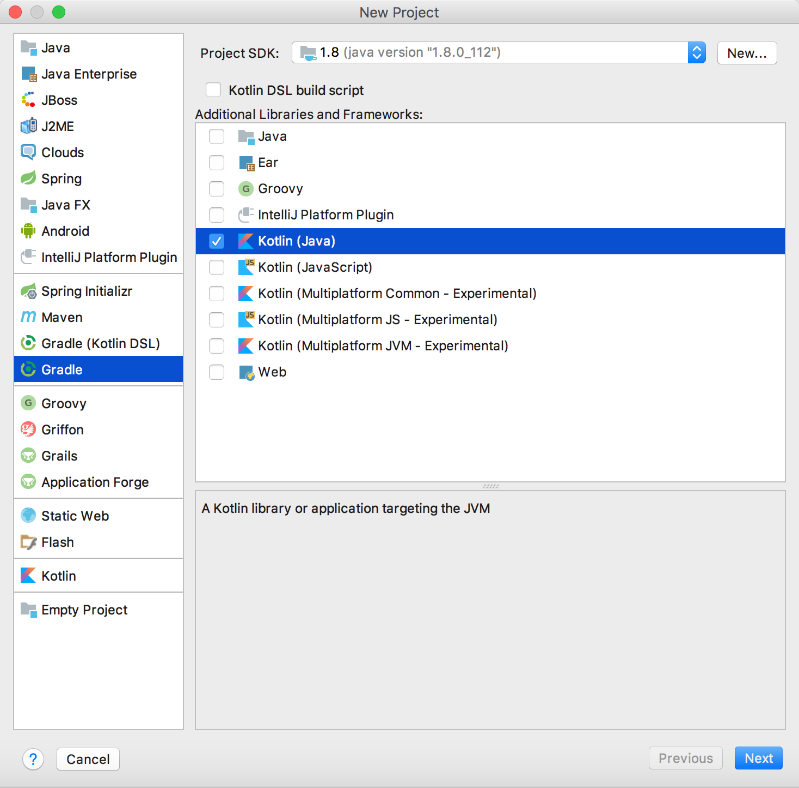 New Project
Java
Java Enterprise
JBoss
J2ME
Clouds
Spring
Java FX
Android
IntelliJ Platform Plugin
Spring Initializr
Maven
Gradle (Kotlin DSL)
Gradle
Groovy
Griffon
Grails
Application Forge
Static Web
Flash
Kotlin
Empty Project
Project SDK: 1.8 (java version "1.8.0_112") New...
Kotlin DSL build script
Additional Libraries and Frameworks:
Java
Ear
G Groovy
IntelliJ Platform Plugin
Kotlin (Java)
JS Kotlin (JavaScript)
Kotlin (Multiplatform Common - Experimental)
JS Kotlin (Multiplatform JS - Experimental)
Kotlin (Multiplatform JVM - Experimental)
Web
A Kotlin library or application targeting the JVM
? Cancel Previous Next